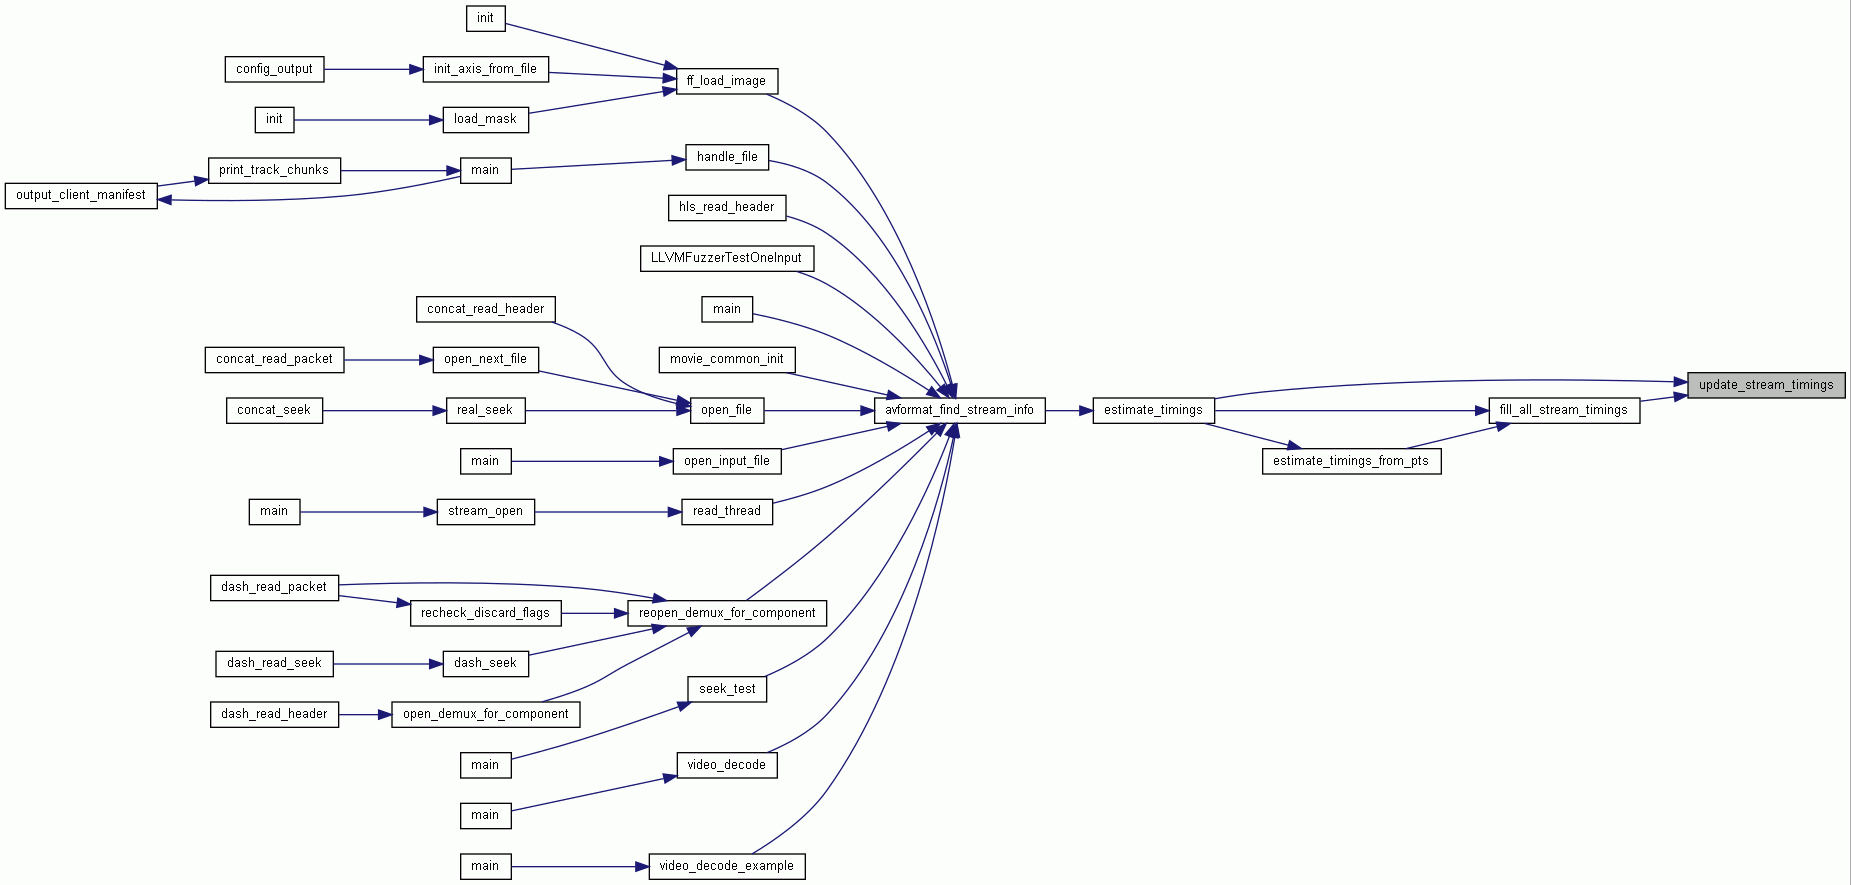 init
config_output
init_axis_from_file
ff_load_image
init
load_mask
handle_file
print_track_chunks
main
output_client_manifest
hls_read_header
LLVMFuzzerTestOneInput
concat_read_header
main
concat_read_packet
open_next_file
movie_common_init
update_stream_timings
concat_seek
real_seek
open_file
avformat_find_stream_info
estimate_timings
fill_all_stream_timings
main
open_input_file
estimate_timings_from_pts
main
stream_open
read_thread
dash_read_packet
recheck_discard_flags
reopen_demux_for_component
dash_read_seek
dash_seek
seek_test
dash_read_header
open_demux_for_component
main
video_decode
main
main
video_decode_example